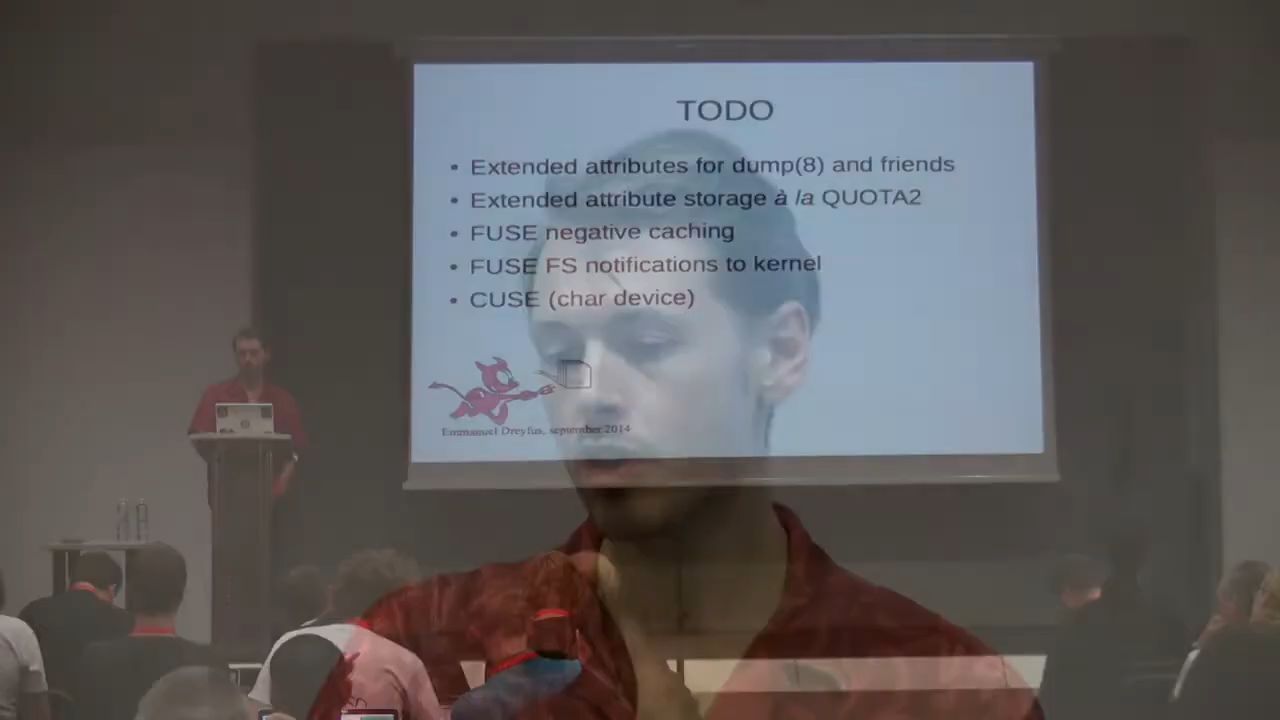 TODO
• Extended attributes for dump(8) and friends
• Extended attribute storage à la QUOTA2
• FUSE negative caching
• FUSE FS notifications to kernel
• CUSE (char device)
Emmanuel Dreyfus, september 2014